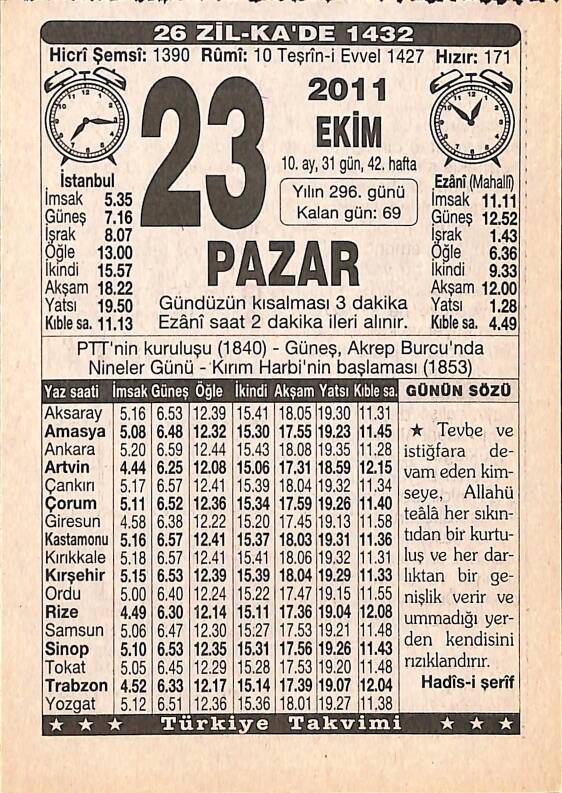 26 ZİL-KA'DE 1432
Hicrî Şemsî: 1390 Rûmî: 10 Teşrîn-i Evvel 1427 Hızır: 171
23
2011
EKİM
10. ay, 31 gün, 42. hafta
Yılın 296. günü
Kalan gün: 69
PAZAR
Gündüzün kısalması 3 dakika
Ezânî saat 2 dakika ileri alınır.
İstanbul
İmsak 5.35
Güneş 7.16
İşrak 8.07
Öğle 13.00
İkindi 15.57
Akşam 18.22
Yatsı 19.50
Kıble sa. 11.13
Ezânî (Mahallî)
İmsak 11.11
Güneş 12.52
İşrak 1.43
Öğle 6.36
İkindi 9.33
Akşam 12.00
Yatsı 1.28
Kıble sa. 4.49
PTT'nin kuruluşu (1840) - Güneş, Akrep Burcu'nda
Nineler Günü - Kırım Harbi'nin başlaması (1853)
Yaz saati İmsak Güneş Öğle İkindi Akşam Yatsı Kıble sa.
Aksaray 5.16 6.53 12.39 15.41 18.05 19.30 11.31
Amasya 5.08 6.48 12.32 15.30 17.55 19.23 11.45
Ankara 5.20 6.59 12.44 15.43 18.08 19.35 11.28
Artvin 4.44 6.25 12.08 15.06 17.31 18.59 12.15
Çankırı 5.17 6.57 12.41 15.39 18.04 19.32 11.34
Çorum 5.11 6.52 12.36 15.34 17.59 19.26 11.40
Giresun 4.58 6.38 12.22 15.20 17.45 19.13 11.58
Kastamonu 5.16 6.57 12.41 15.37 18.03 19.31 11.36
Kırıkkale 5.18 6.57 12.41 15.41 18.06 19.32 11.31
Kırşehir 5.15 6.53 12.39 15.39 18.04 19.29 11.33
Ordu 5.00 6.40 12.24 15.22 17.47 19.15 11.55
Rize 4.49 6.30 12.14 15.11 17.36 19.04 12.08
Samsun 5.06 6.47 12.30 15.27 17.53 19.21 11.48
Sinop 5.10 6.53 12.35 15.31 17.56 19.26 11.43
Tokat 5.05 6.45 12.29 15.28 17.53 19.20 11.48
Trabzon 4.52 6.33 12.17 15.14 17.39 19.07 12.04
Yozgat 5.12 6.51 12.36 15.36 18.01 19.27 11.38
GÜNÜN SÖZÜ
★ Tevbe ve
istiğfara de-
vam eden kim-
seye, Allahü
teâlâ her sıkın-
tıdan bir kurtu-
luş ve her dar-
lıktan bir ge-
nişlik verir ve
ummadığı yer-
den kendisini
rızıklandırır.
Hadîs-i şerîf
★ ★ ★ Türkiye Takvimi ★ ★ ★